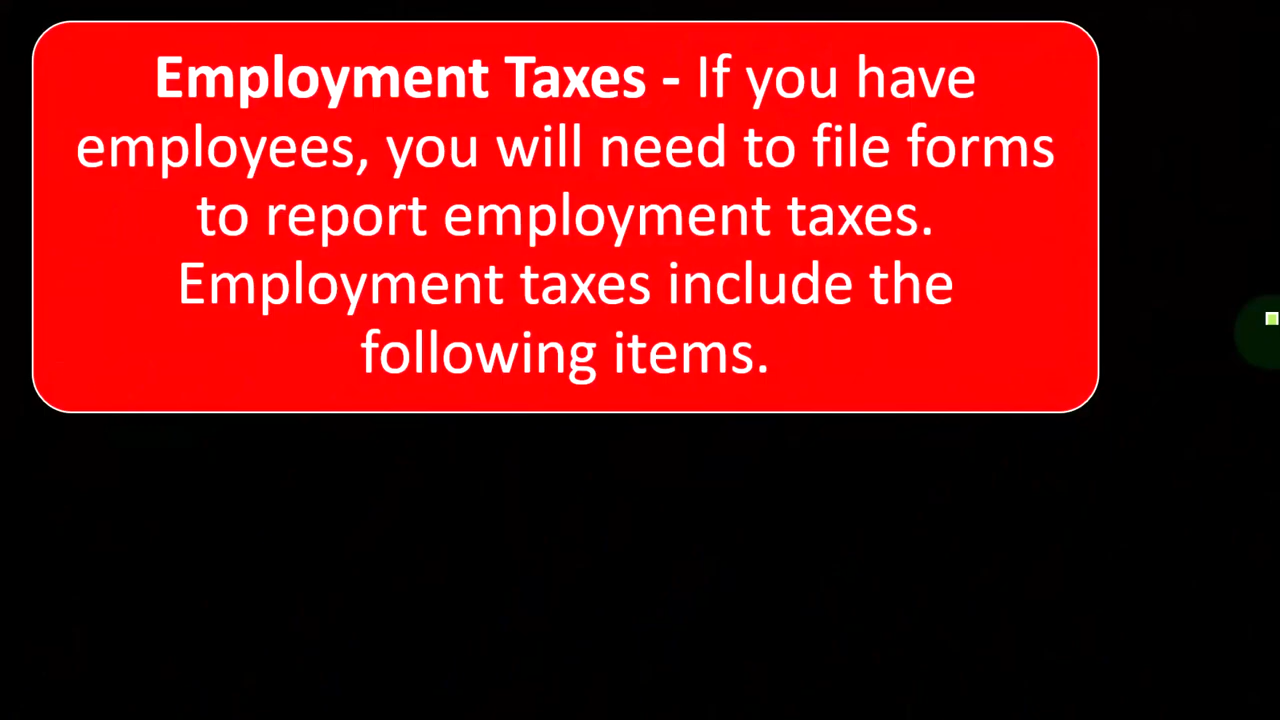 Employment Taxes - If you have
employees, you will need to file forms
to report employment taxes.
Employment taxes include the
following items.